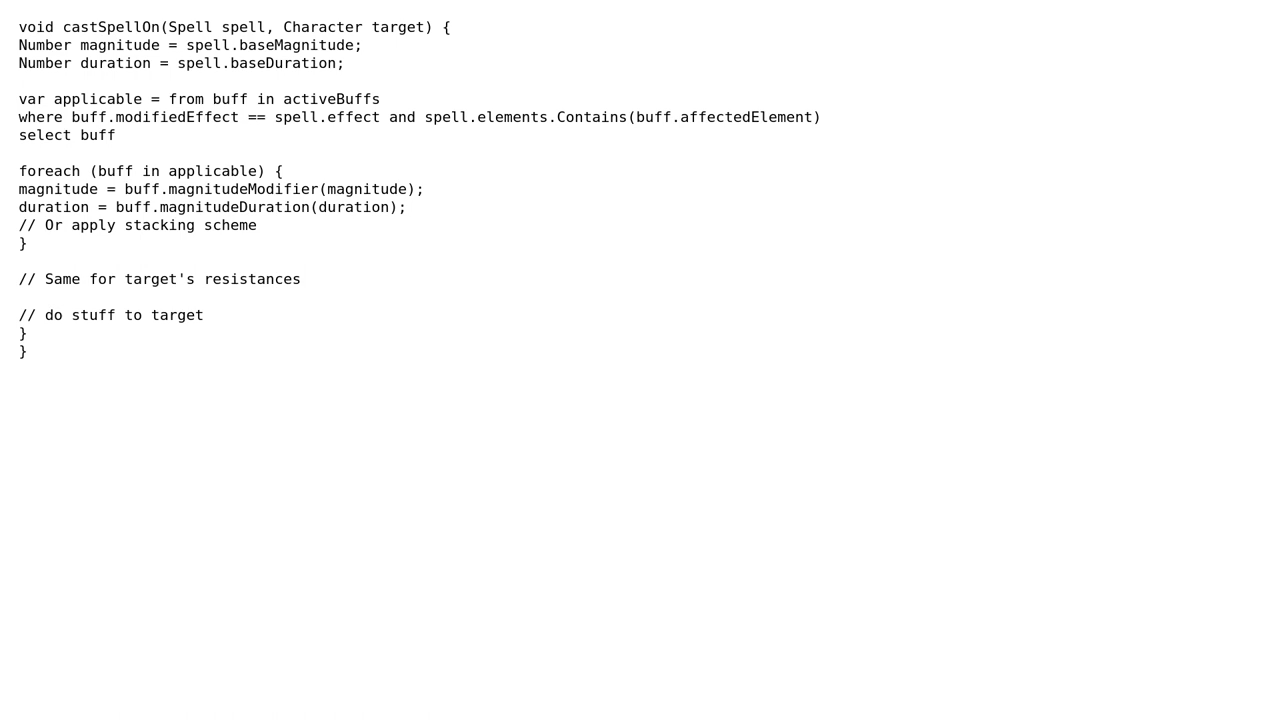 void castSpellOn(Spell spell, Character target) {
Number magnitude = spell.baseMagnitude;
Number duration = spell.baseDuration;

var applicable = from buff in activeBuffs
where buff.modifiedEffect == spell.effect and spell.elements.Contains(buff.affectedElement)
select buff

foreach (buff in applicable) {
magnitude = buff.magnitudeModifier(magnitude);
duration = buff.magnitudeDuration(duration);
// Or apply stacking scheme
}

// Same for target's resistances

// do stuff to target
}
}